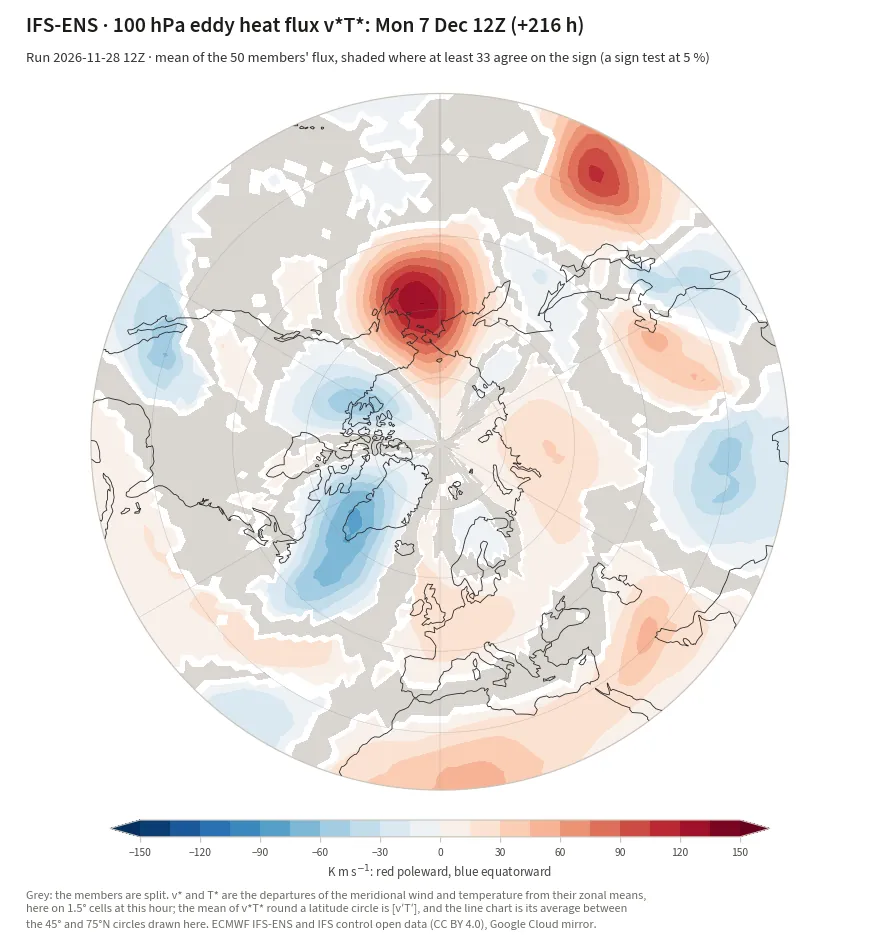 IFS-ENS · 100 hPa eddy heat flux v*T*: Mon 7 Dec 12Z (+216 h)
Run 2026-11-28 12Z · mean of the 50 members' flux, shaded where at least 33 agree on the sign (a sign test at 5 %)
−150 −120 −90 −60 −30 0 30 60 90 120 150
K m s⁻¹: red poleward, blue equatorward
Grey: the members are split. v* and T* are the departures of the meridional wind and temperature from their zonal means,
here on 1.5° cells at this hour; the mean of v*T* round a latitude circle is [v'T'], and the line chart is its average between
the 45° and 75°N circles drawn here. ECMWF IFS-ENS and IFS control open data (CC BY 4.0), Google Cloud mirror.